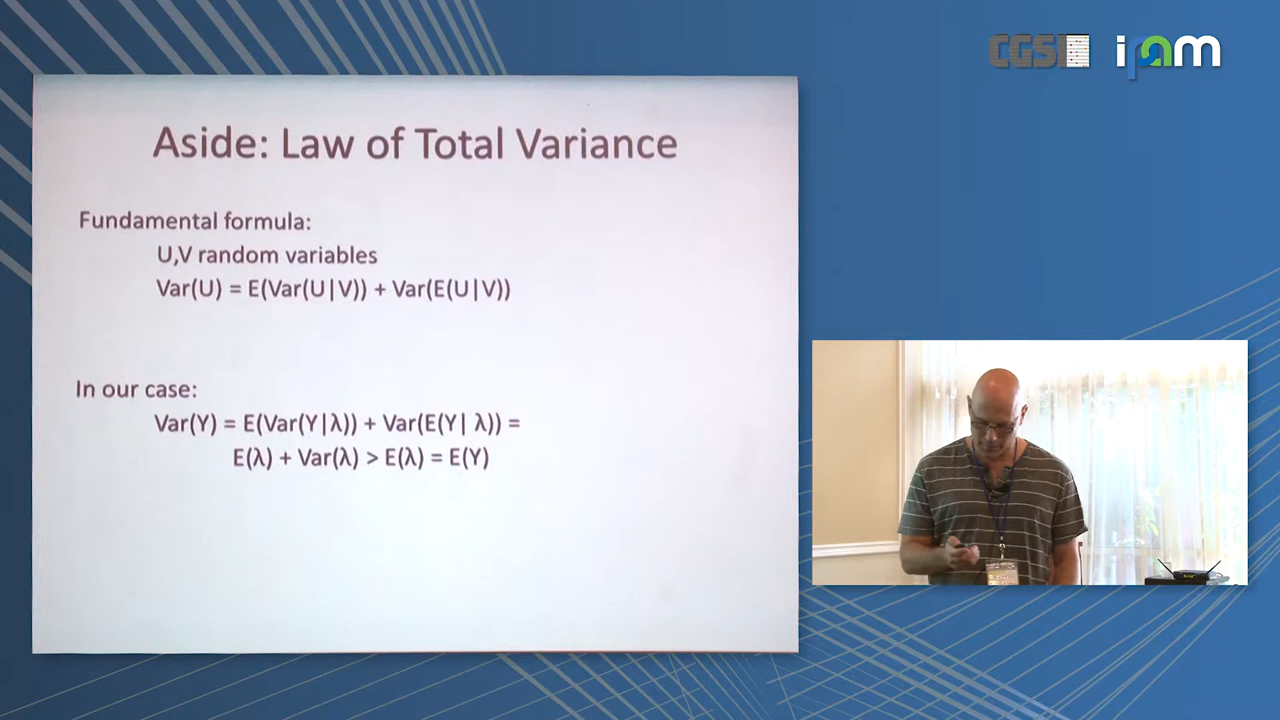 CGSI
ipam
Aside: Law of Total Variance
Fundamental formula:
U,V random variables
Var(U) = E(Var(U|V)) + Var(E(U|V))
In our case:
Var(Y) = E(Var(Y|λ)) + Var(E(Y| λ)) =
E(λ) + Var(λ) > E(λ) = E(Y)